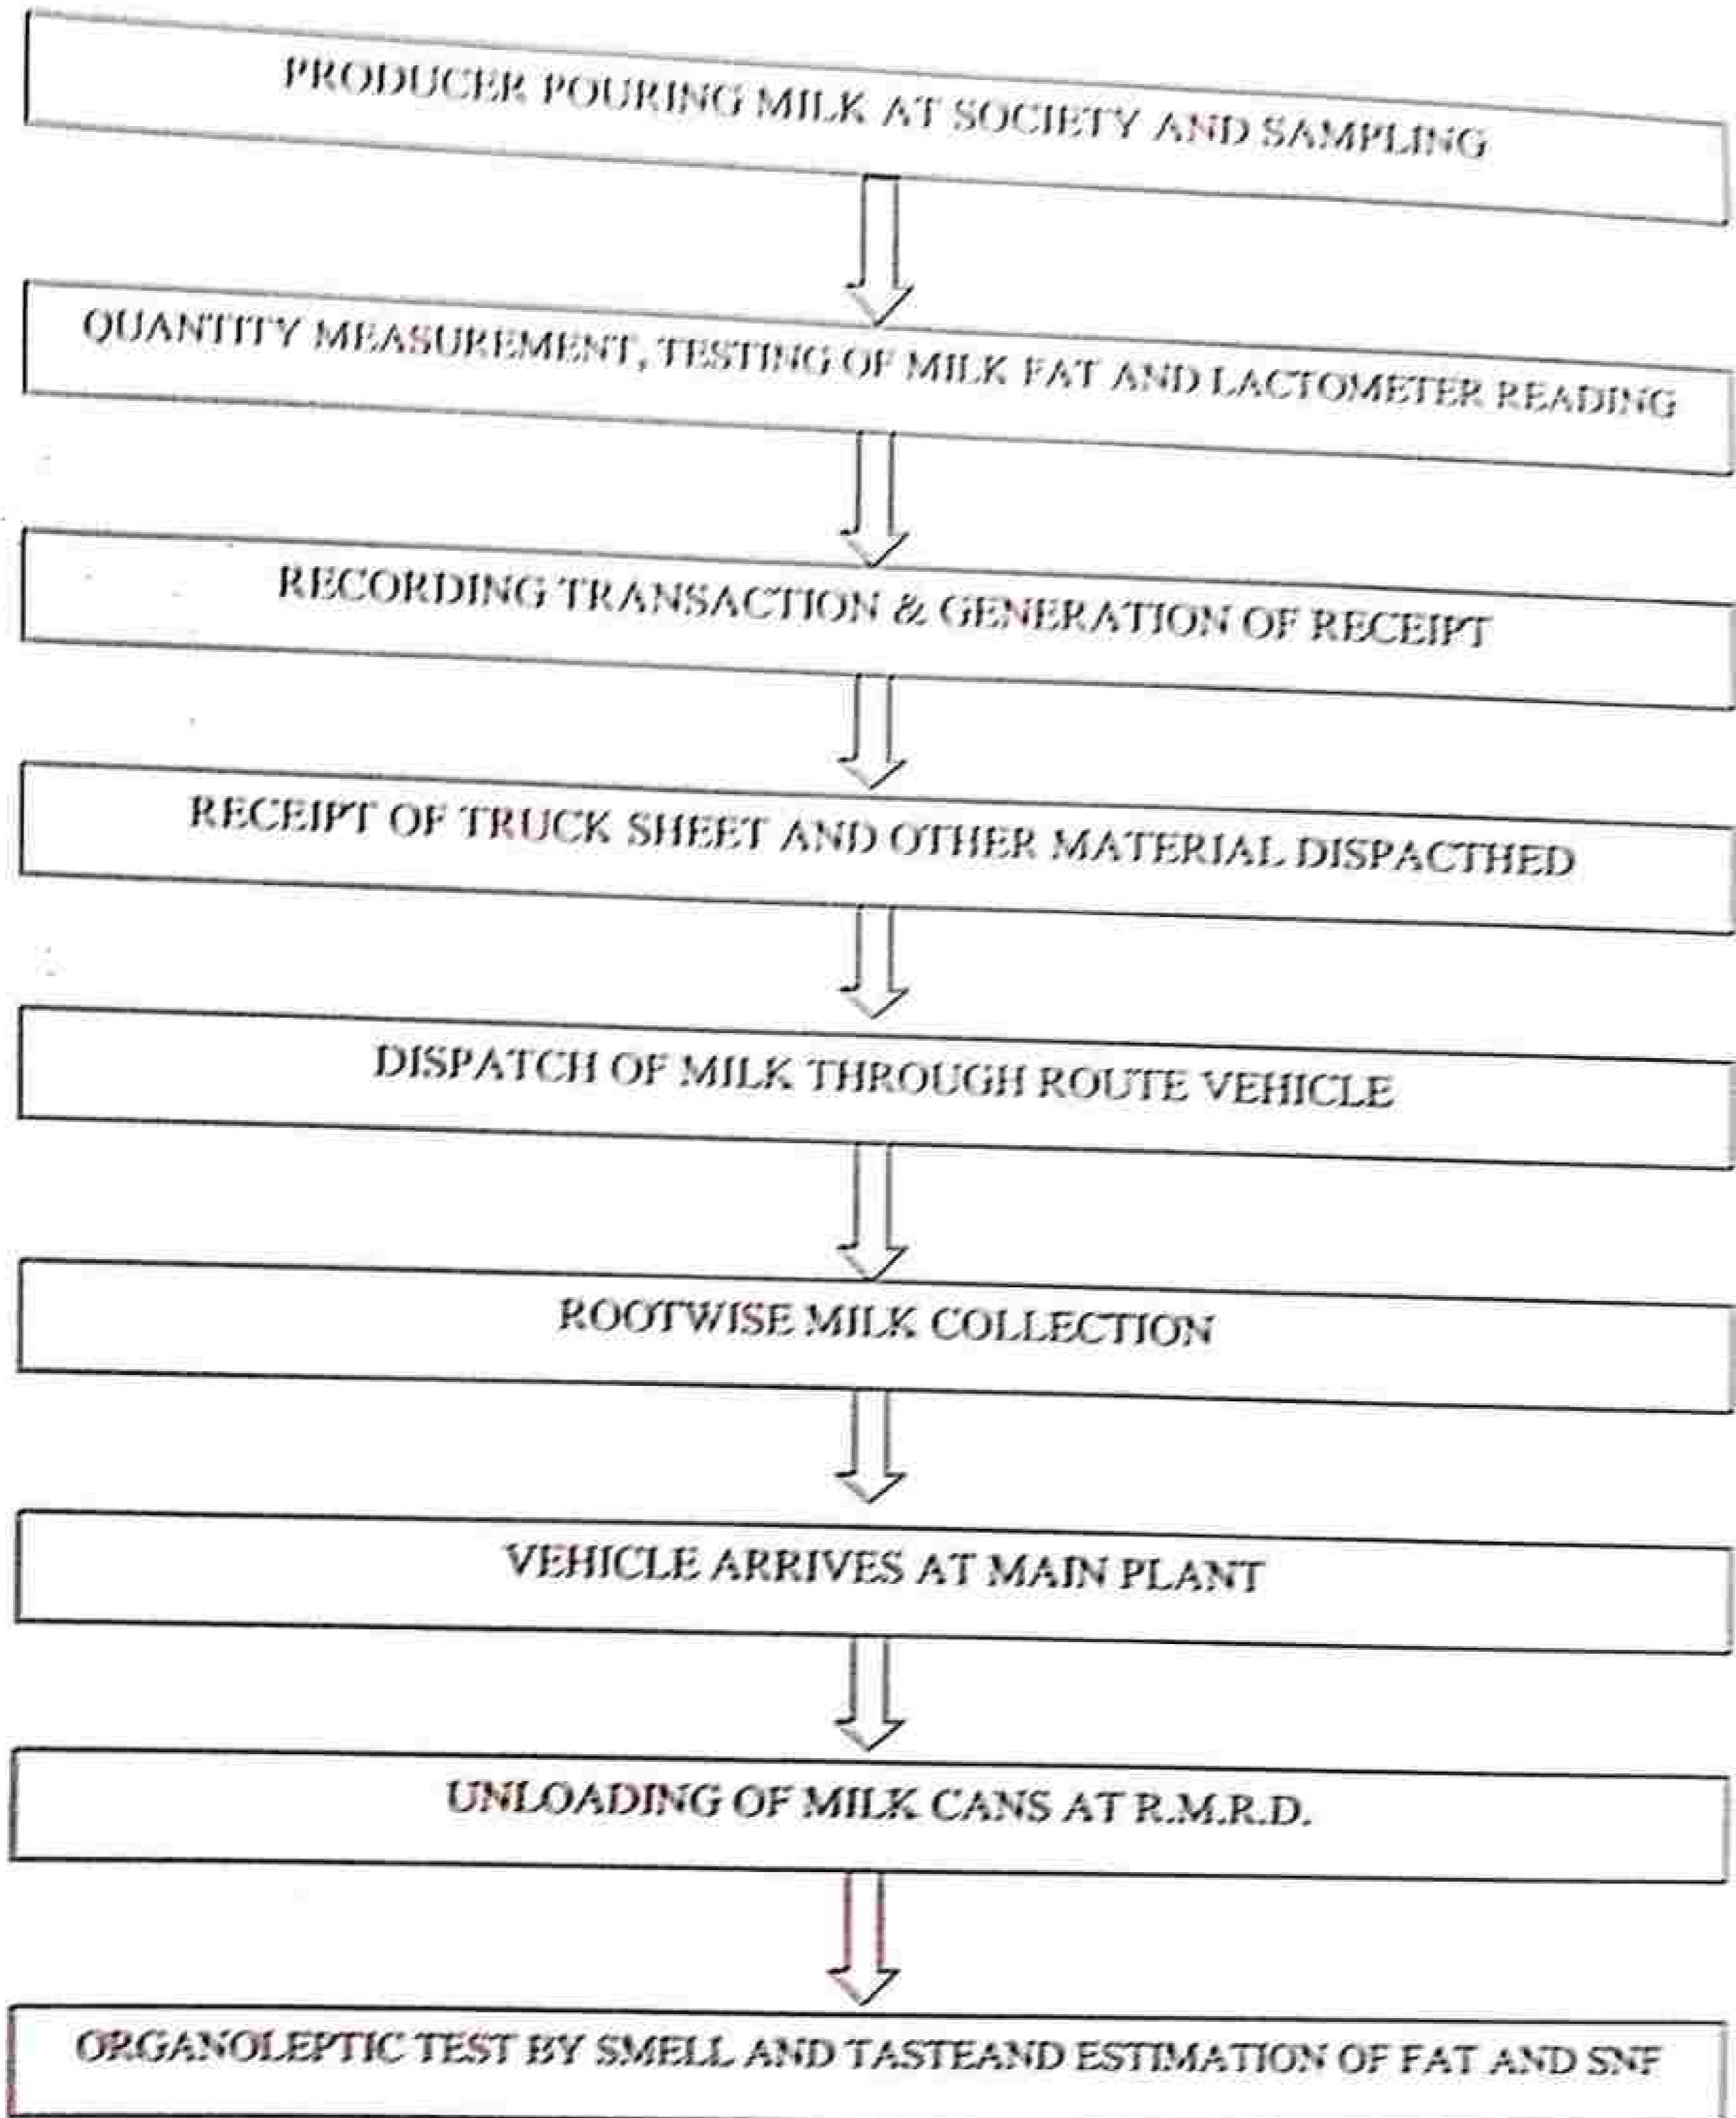 PRODUCER POURING MILK AT SOCIETY AND SAMPLING
QUANTITY MEASUREMENT, TESTING OF MILK FAT AND LACTOMETER READING
RECORDING TRANSACTION & GENERATION OF RECEIPT
RECEIPT OF TRUCK SHEET AND OTHER MATERIAL DISPACTHED
DISPATCH OF MILK THROUGH ROUTE VEHICLE
ROOTWISE MILK COLLECTION
VEHICLE ARRIVES AT MAIN PLANT
UNLOADING OF MILK CANS AT R.M.R.D.
ORGANOLEPTIC TEST BY SMELL AND TASTEAND ESTIMATION OF FAT AND SNF